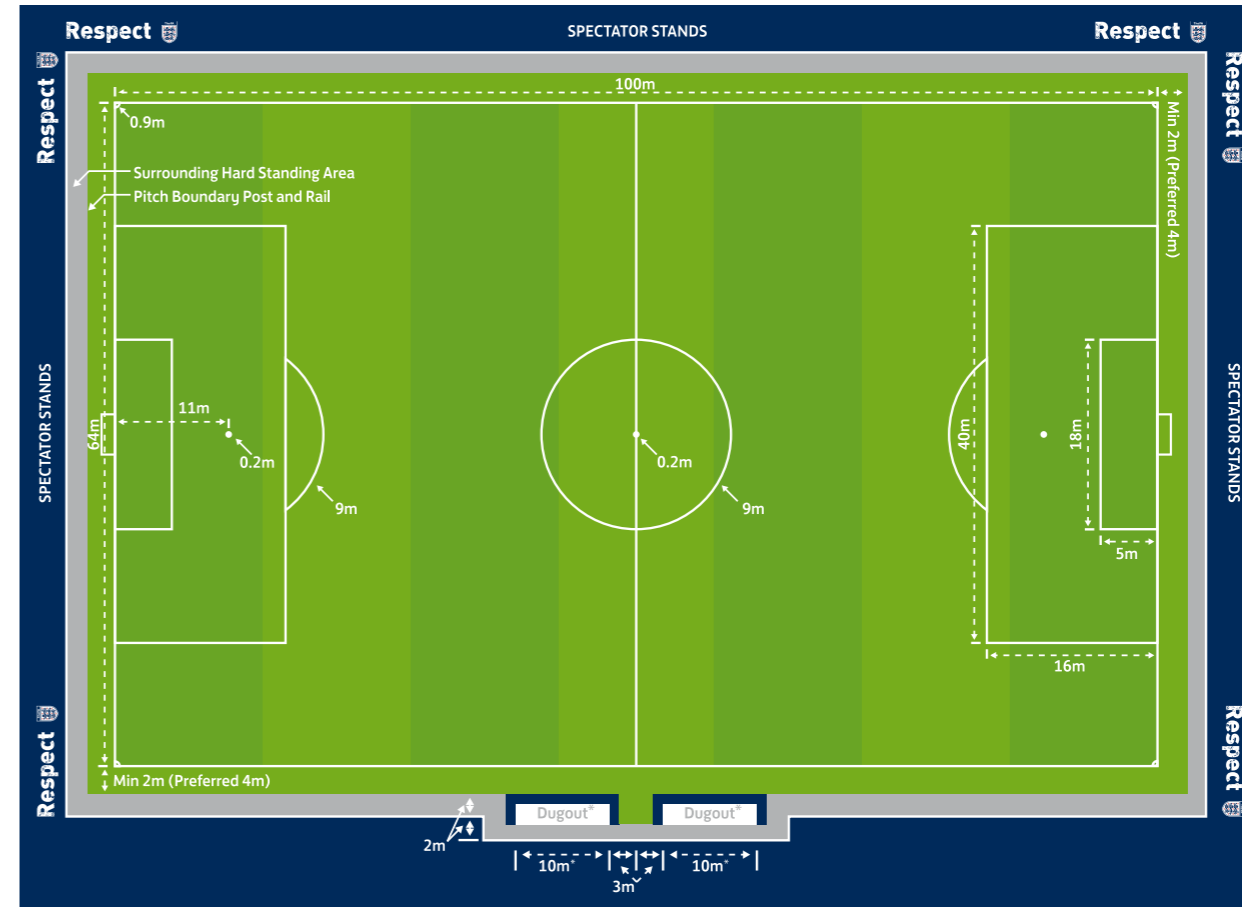 Respect
SPECTATOR STANDS
Respect
Respect
Respect
100m
Min 2m (Preferred 4m)
0.9m
Surrounding Hard Standing Area
Pitch Boundary Post and Rail
SPECTATOR STANDS
64m
11m
0.2m
9m
0.2m
9m
40m
18m
5m
16m
SPECTATOR STANDS
Respect
Min 2m (Preferred 4m)
Respect
Dugout*
Dugout*
2m
10m*
3m˅
10m*